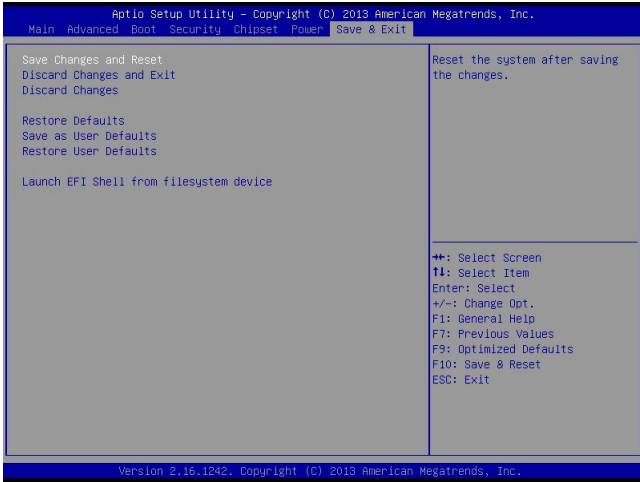 Aptio Setup Utility – Copyright (C) 2013 American Megatrends, Inc.
Main Advanced Boot Security Chipset Power Save & Exit
Save Changes and Reset
Discard Changes and Exit
Discard Changes
Restore Defaults
Save as User Defaults
Restore User Defaults
Launch EFI Shell from filesystem device
Reset the system after saving
the changes.
→←: Select Screen
↑↓: Select Item
Enter: Select
+/-: Change Opt.
F1: General Help
F7: Previous Values
F9: Optimized Defaults
F10: Save & Reset
ESC: Exit
Version 2.16.1242. Copyright (C) 2013 American Megatrends, Inc.